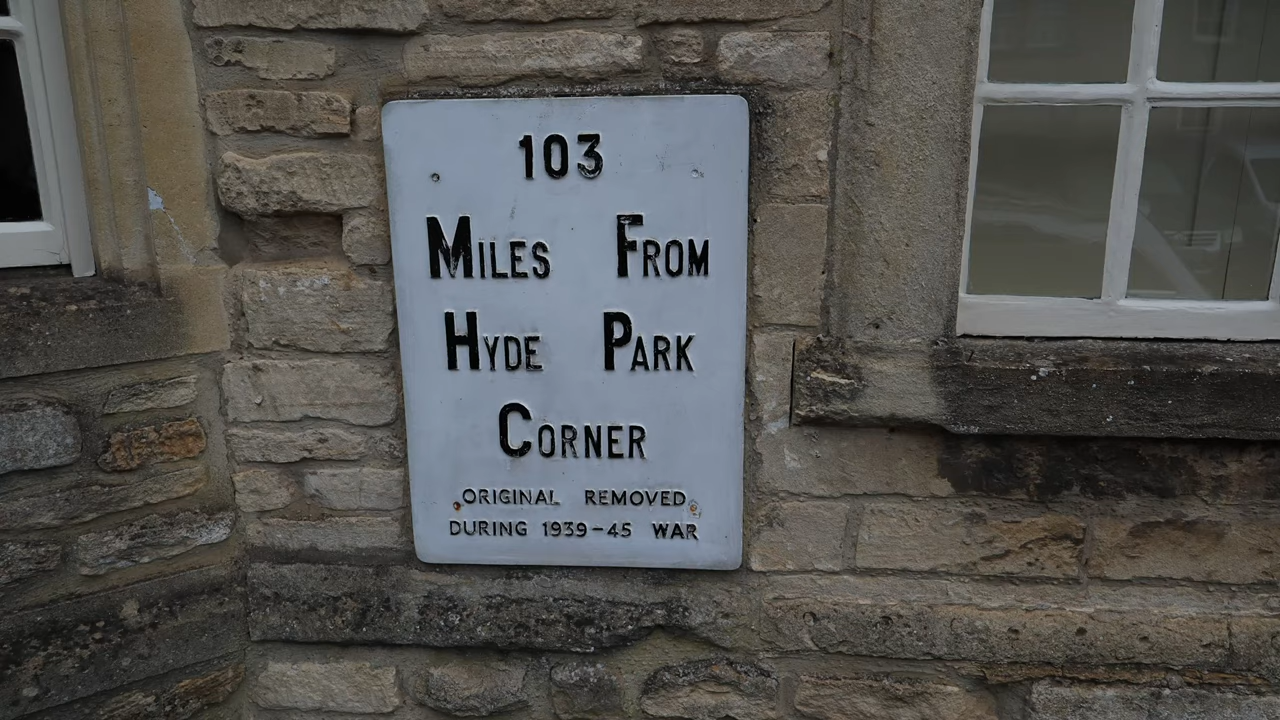 103
MILES FROM
HYDE PARK
CORNER
ORIGINAL REMOVED
DURING 1939-45 WAR